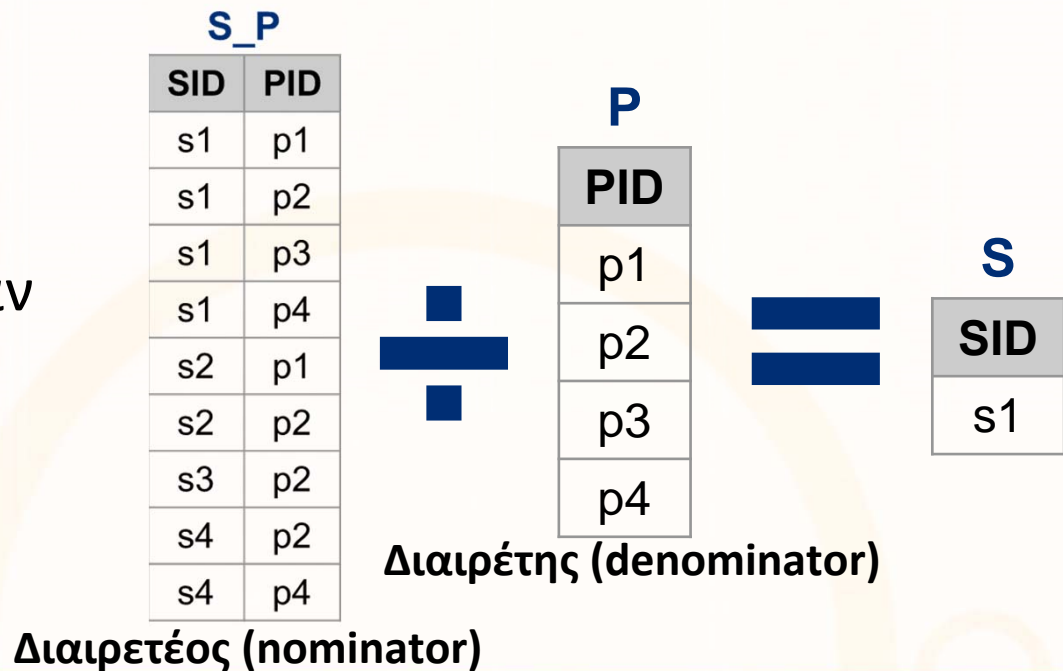 S_P
SID PID
s1 p1
s1 p2
s1 p3
s1 p4
s2 p1
s2 p2
s3 p2
s4 p2
s4 p4
Διαιρετέος (nominator)
P
PID
p1
p2
p3
p4
Διαιρέτης (denominator)
S
SID
s1